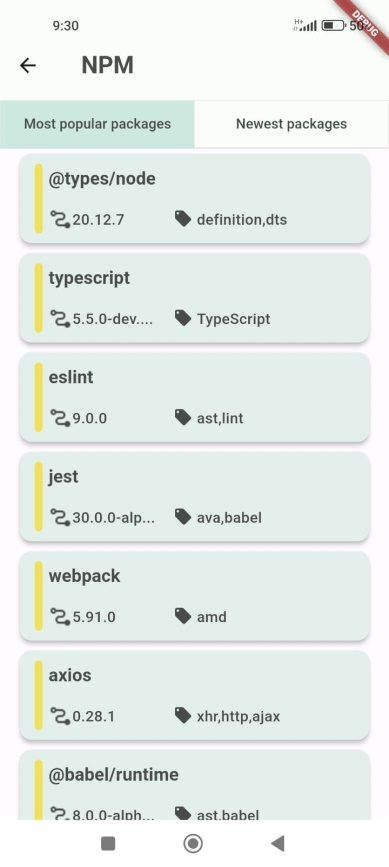 9:30
H+
50
DEBUG
NPM
Most popular packages
Newest packages
@types/node
20.12.7
definition,dts
typescript
5.5.0-dev....
TypeScript
eslint
9.0.0
ast,lint
jest
30.0.0-alp...
ava,babel
webpack
5.91.0
amd
axios
0.28.1
xhr,http,ajax
@babel/runtime
8.0.0-alph...
ast,babel